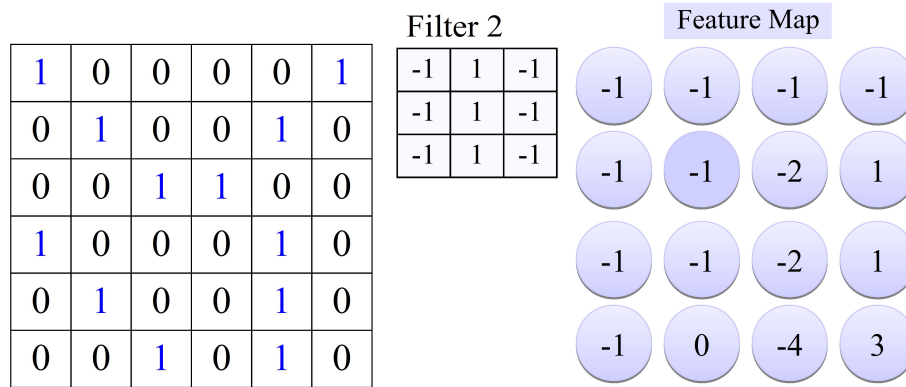 Filter 2
Feature Map
1 0 0 0 0 1
0 1 0 0 1 0
0 0 1 1 0 0
1 0 0 0 1 0
0 1 0 0 1 0
0 0 1 0 1 0
-1 1 -1
-1 1 -1
-1 1 -1
-1 -1 -1 -1
-1 -1 -2 1
-1 -1 -2 1
-1 0 -4 3